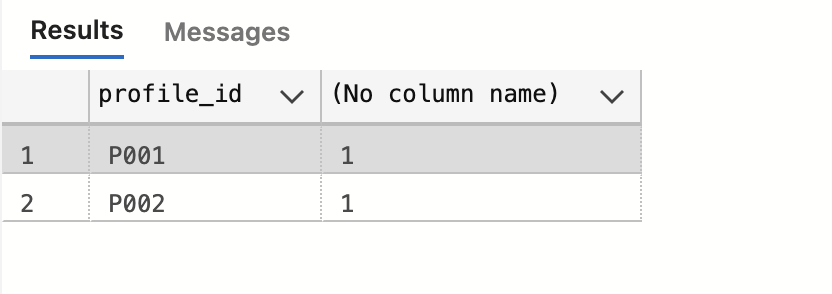 Results Messages
profile_id (No column name)
1 P001 1
2 P002 1